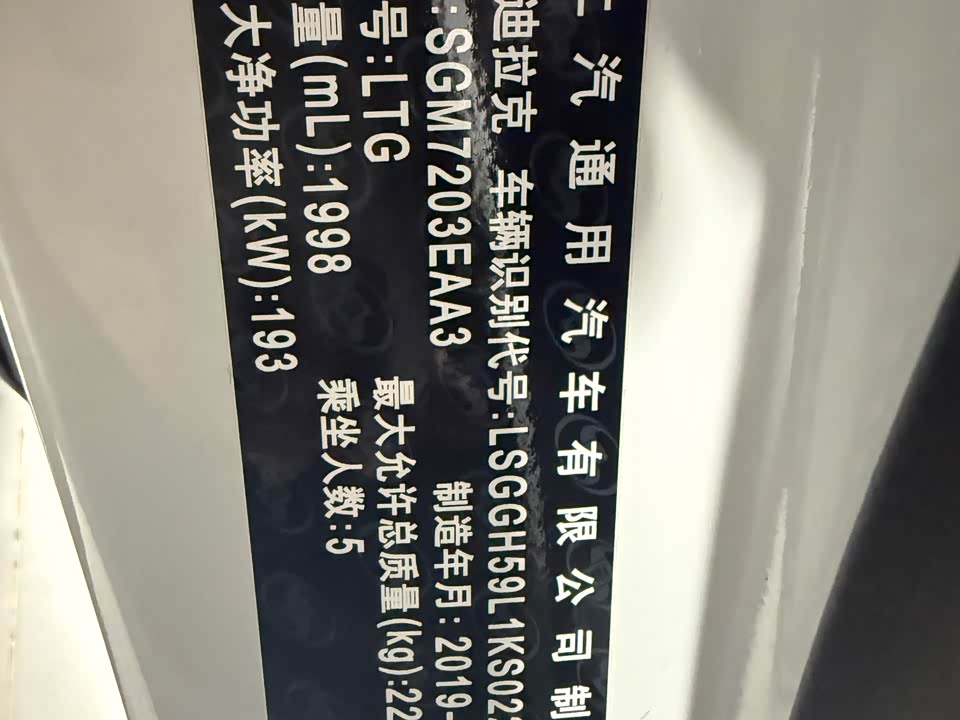 汽通用汽车有限公司制
迪拉克 车辆识别代号:LSGGH59L1KS02
:SGM7203EAA3 制造年月:2019-
号:LTG 最大允许总质量(kg):22
量(mL):1998 乘坐人数:5
大净功率(kW):193